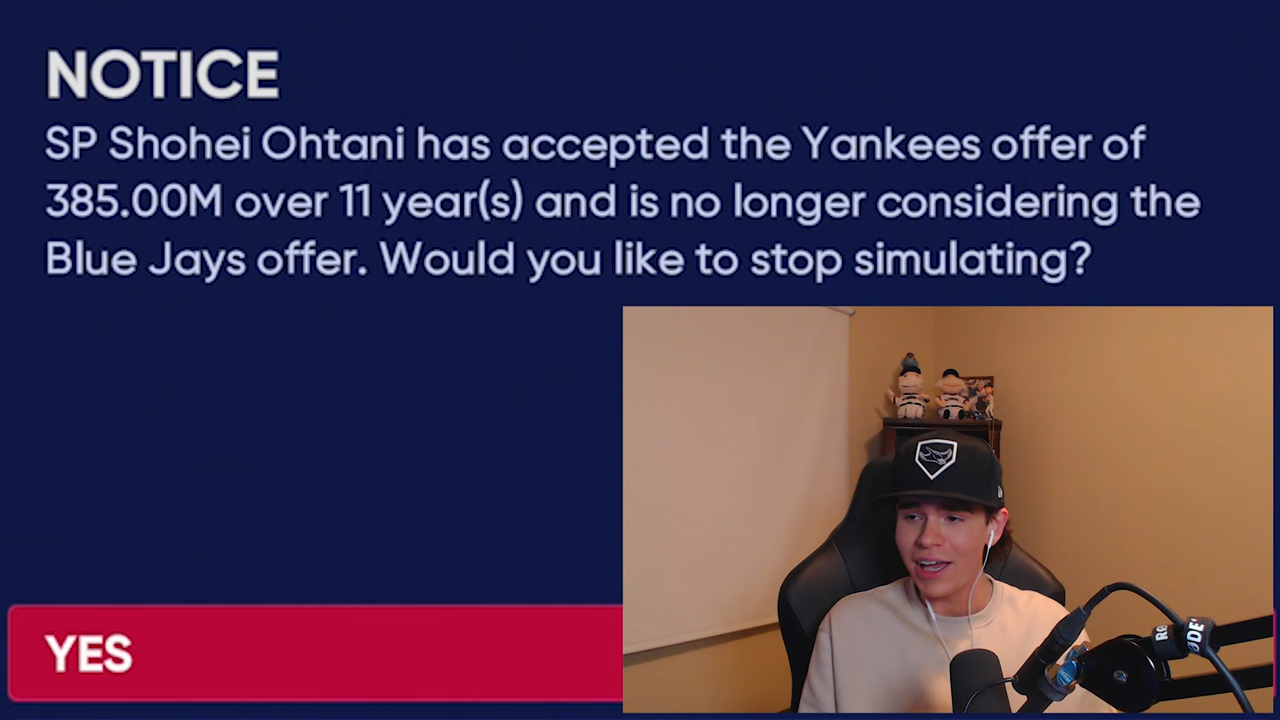 NOTICE
SP Shohei Ohtani has accepted the Yankees offer of
385.00M over 11 year(s) and is no longer considering the
Blue Jays offer. Would you like to stop simulating?
YES